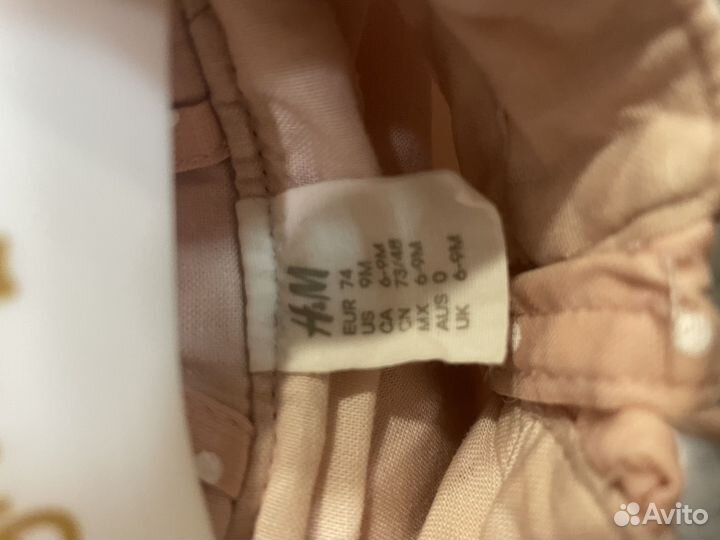 H&M
EUR 74
US 9M
CA 6-9M
CN 73/48
MX 6-9M
AUS 0
UK 6-9M
Avito